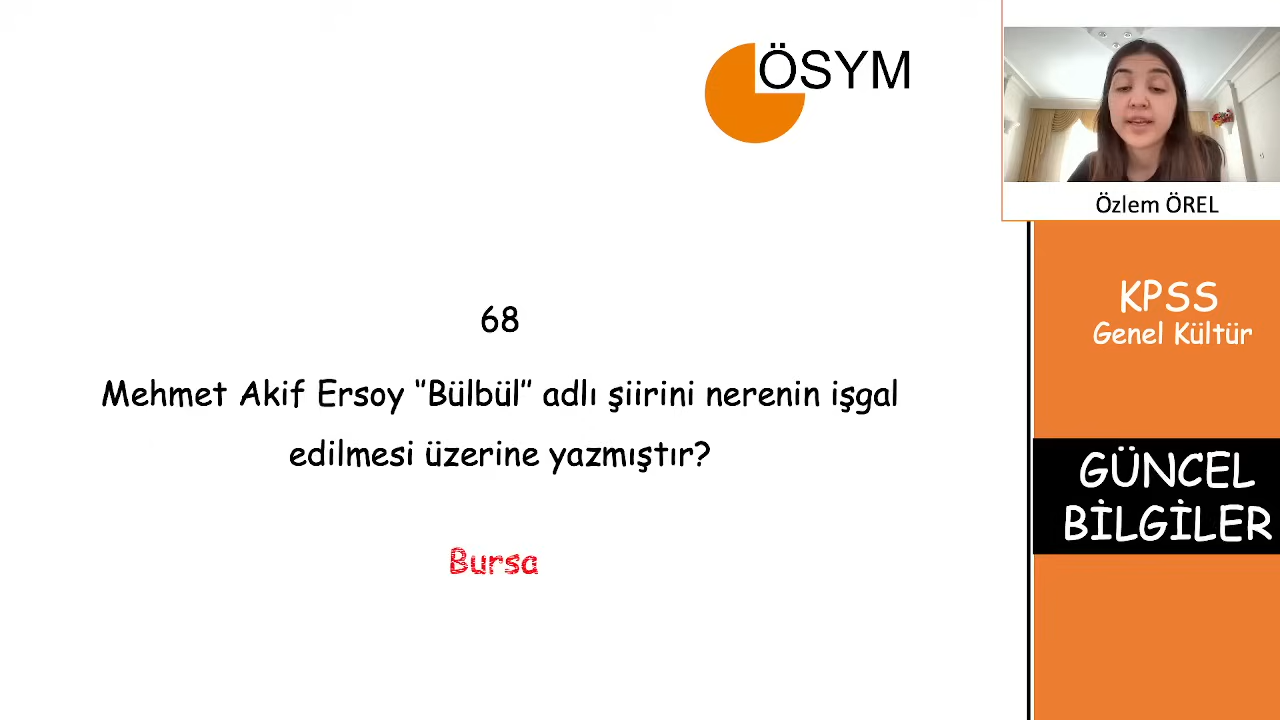 ÖSYM
Özlem ÖREL
68
Mehmet Akif Ersoy ‘‘Bülbül’’ adlı şiirini nerenin işgal
edilmesi üzerine yazmıştır?
Bursa
KPSS
Genel Kültür
GÜNCEL
BİLGİLER